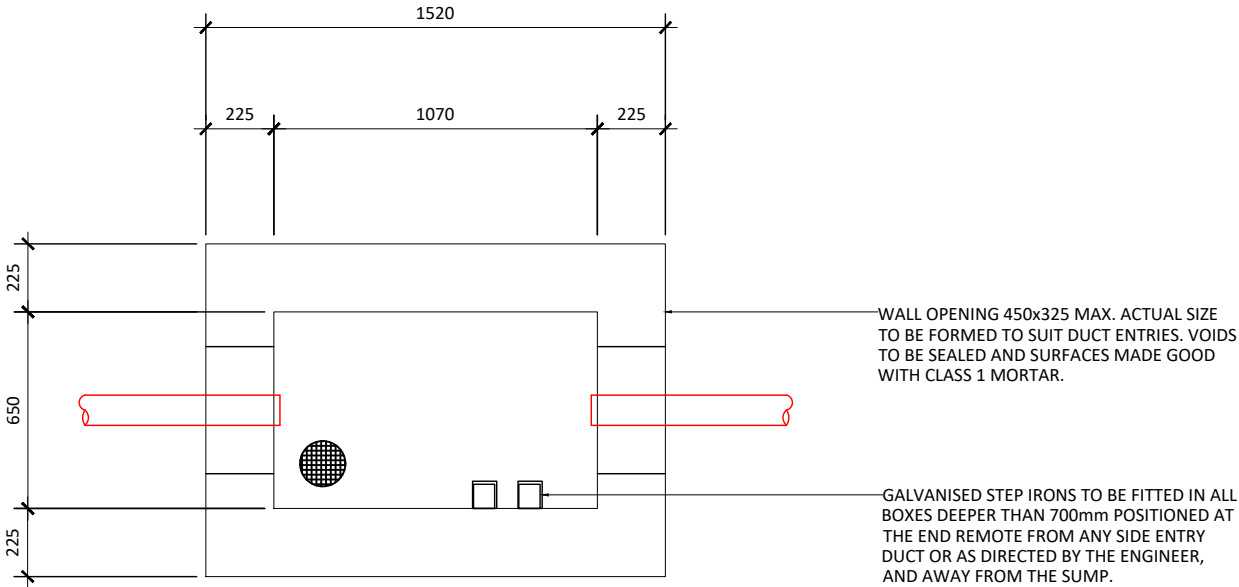 1520
225
1070
225
225
650
225
WALL OPENING 450x325 MAX. ACTUAL SIZE
TO BE FORMED TO SUIT DUCT ENTRIES. VOIDS
TO BE SEALED AND SURFACES MADE GOOD
WITH CLASS 1 MORTAR.
GALVANISED STEP IRONS TO BE FITTED IN ALL
BOXES DEEPER THAN 700mm POSITIONED AT
THE END REMOTE FROM ANY SIDE ENTRY
DUCT OR AS DIRECTED BY THE ENGINEER,
AND AWAY FROM THE SUMP.